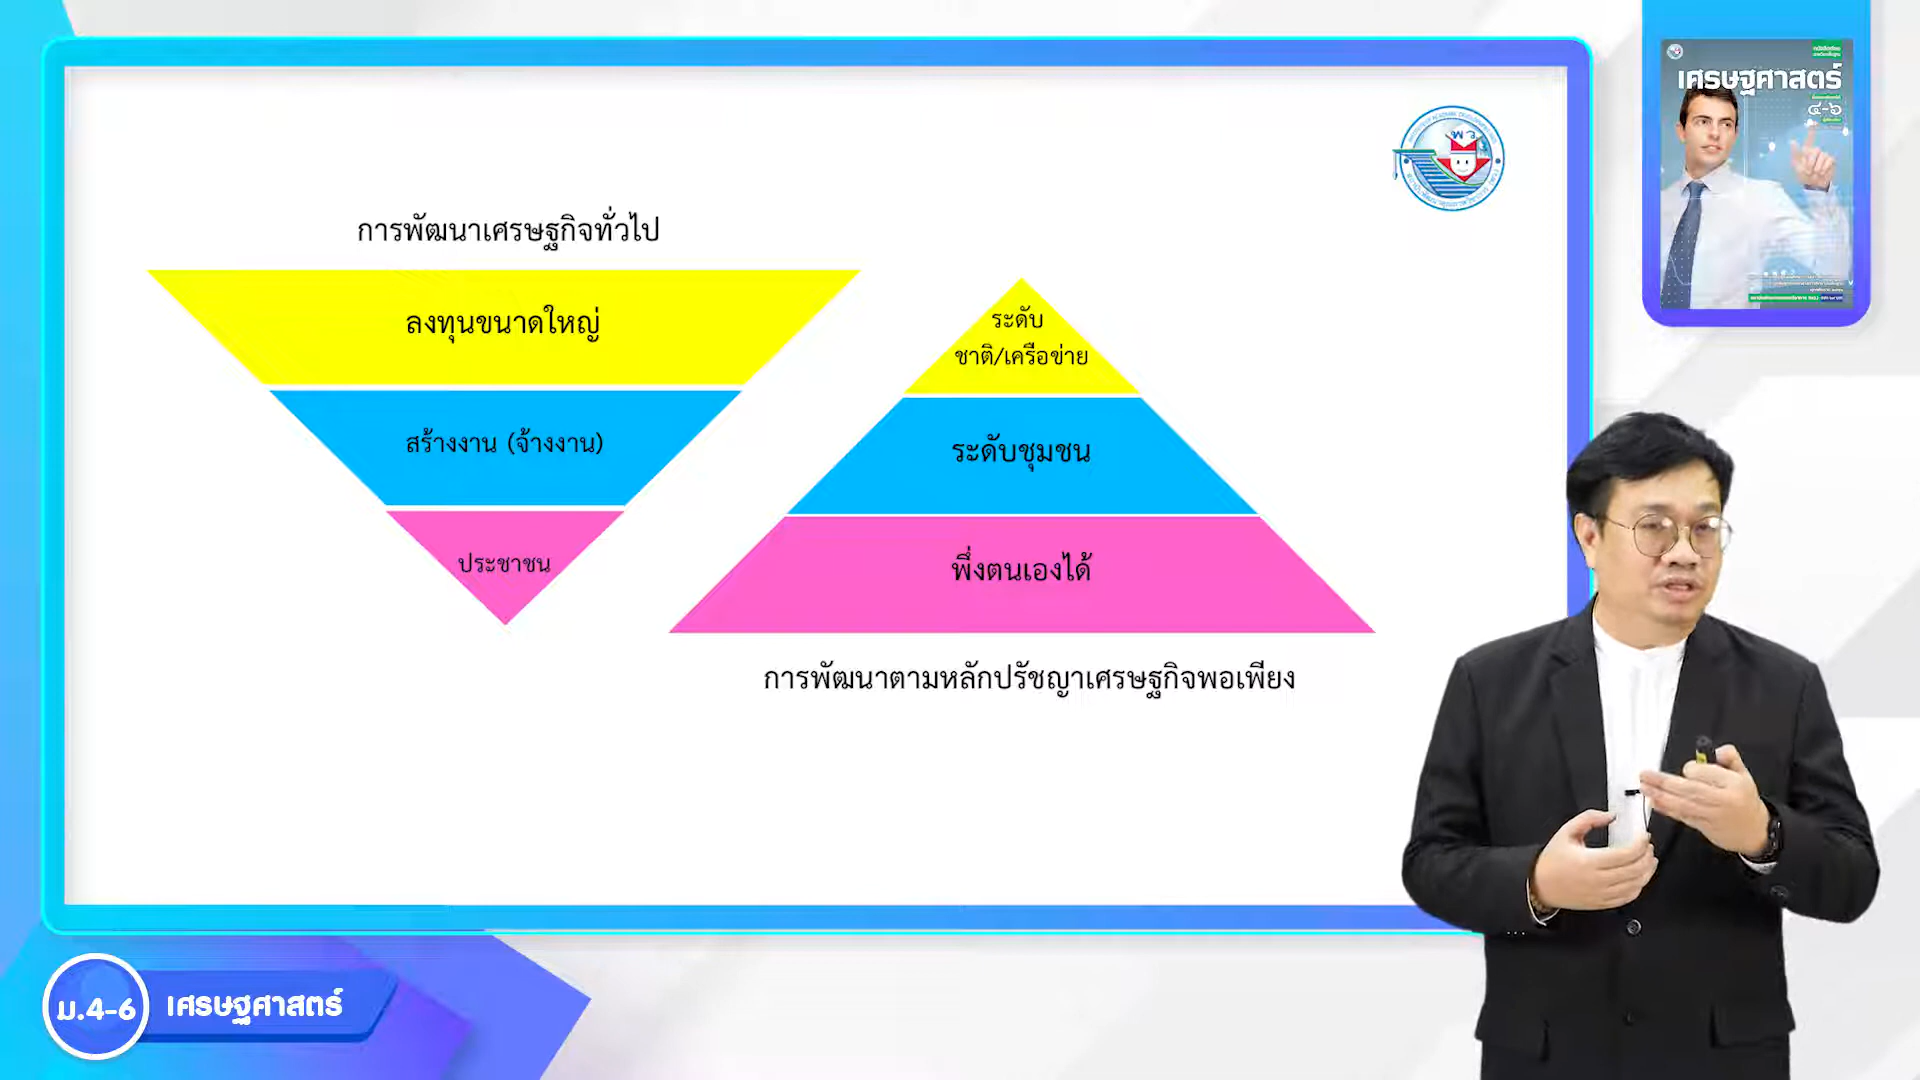 การพัฒนาเศรษฐกิจทั่วไป
ลงทุนขนาดใหญ่
สร้างงาน (จ้างงาน)
ประชาชน
ระดับ
ชาติ/เครือข่าย
ระดับชุมชน
พึ่งตนเองได้
การพัฒนาตามหลักปรัชญาเศรษฐกิจพอเพียง
พว
เศรษฐศาสตร์
๔-๖
ม.4-6
เศรษฐศาสตร์